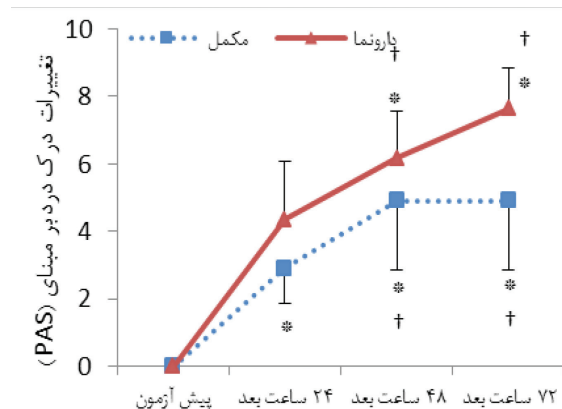 مکمل
دارونما
تغییرات درک درد بر مبنای (PAS)
10
8
6
4
2
0
†
†
*
*
*
*
*
†
†
پیش آزمون
۲۴ ساعت بعد
۴۸ ساعت بعد
۷۲ ساعت بعد